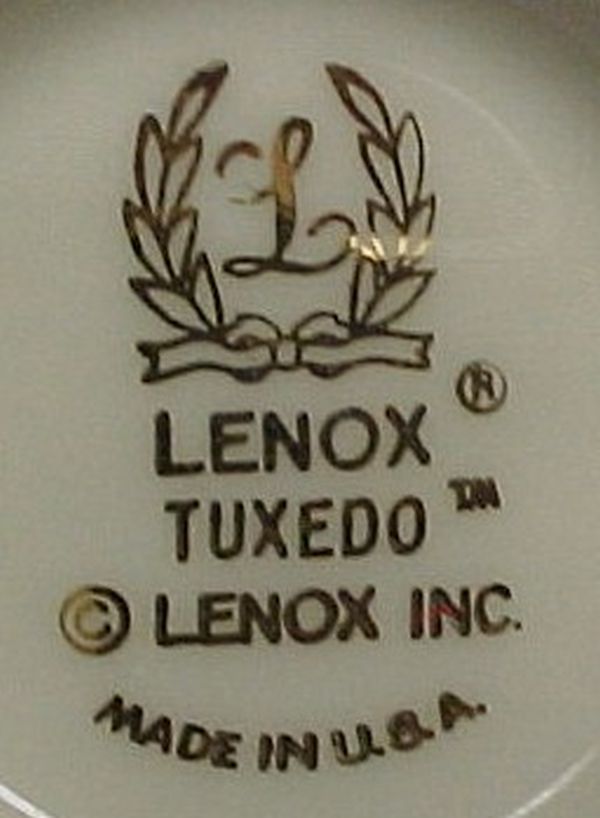 L
LENOX ®
TUXEDO ™
© LENOX INC.
MADE IN U.S.A.